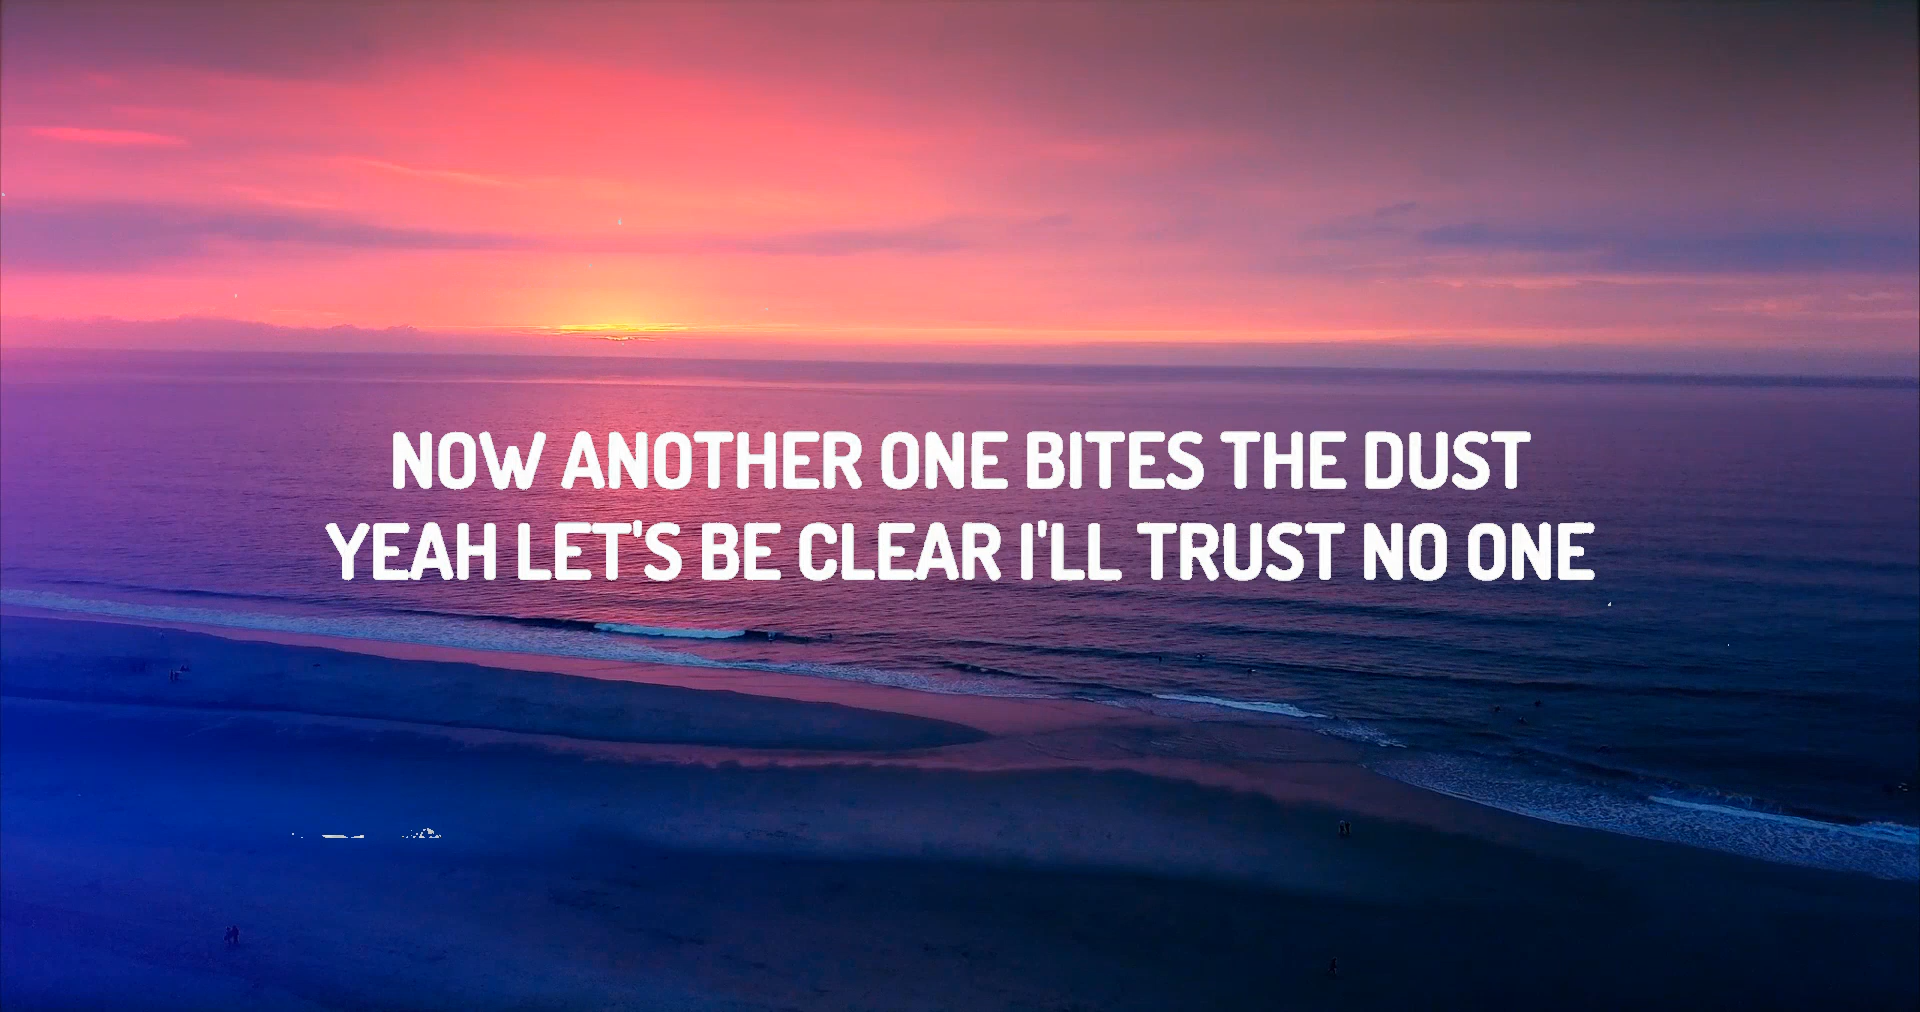 NOW ANOTHER ONE BITES THE DUST
YEAH LET'S BE CLEAR I'LL TRUST NO ONE